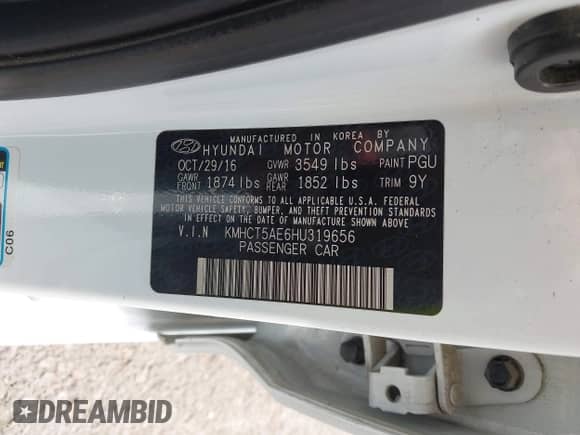 MANUFACTURED IN KOREA BY
HYUNDAI MOTOR COMPANY
OCT/29/16 GVWR 3549 lbs PAINT PGU
GAWR FRONT 1874 lbs GAWR REAR 1852 lbs TRIM 9Y
THIS VEHICLE CONFORMS TO ALL APPLICABLE U.S.A. FEDERAL
MOTOR VEHICLE SAFETY, BUMPER, AND THEFT PREVENTION STANDARDS
IN EFFECT ON THE DATE OF MANUFACTURE SHOWN ABOVE
V.I.N KMHCT5AE6HU319656
PASSENGER CAR
C06
DREAMBID